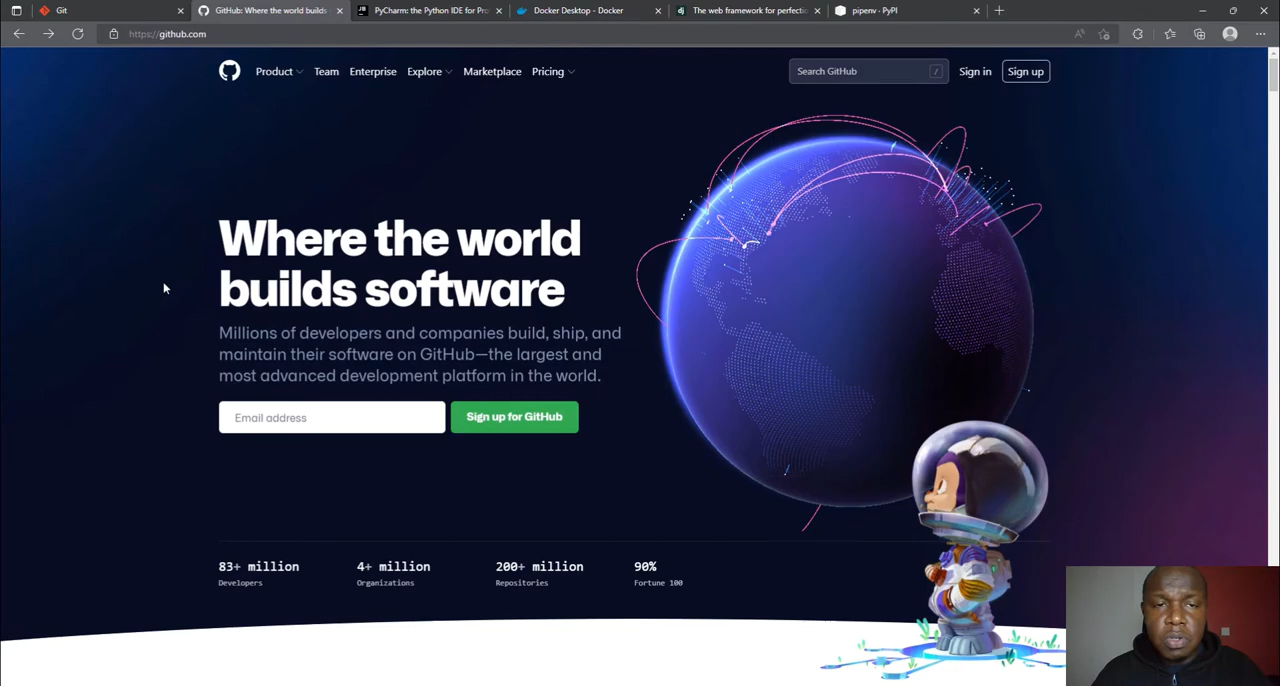 Git
GitHub: Where the world builds
PyCharm: the Python IDE for Pro
Docker Desktop - Docker
The web framework for perfectio
pipenv · PyPI
https://github.com
Product
Team
Enterprise
Explore
Marketplace
Pricing
Search GitHub
/
Sign in
Sign up
Where the world
builds software
Millions of developers and companies build, ship, and
maintain their software on GitHub—the largest and
most advanced development platform in the world.
Email address
Sign up for GitHub
83+ million
Developers
4+ million
Organizations
200+ million
Repositories
90%
Fortune 100